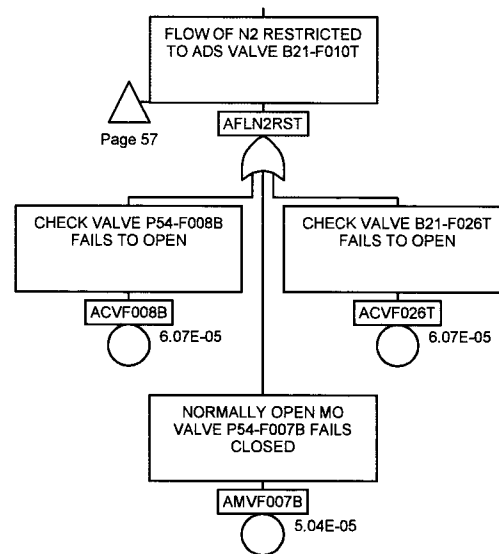 FLOW OF N2 RESTRICTED
TO ADS VALVE B21-F010T
Page 57
AFLN2RST
CHECK VALVE P54-F008B
FAILS TO OPEN
ACVF008B
6.07E-05
CHECK VALVE B21-F026T
FAILS TO OPEN
ACVF026T
6.07E-05
NORMALLY OPEN MO
VALVE P54-F007B FAILS
CLOSED
AMVF007B
5.04E-05